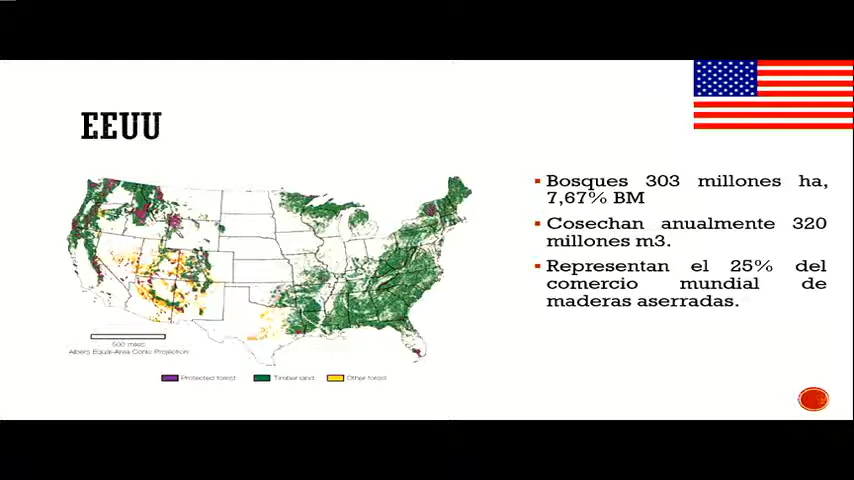 EEUU
▪ Bosques 303 millones ha,
7,67% BM
▪ Cosechan anualmente 320
millones m3.
▪ Representan el 25% del
comercio mundial de
maderas aserradas.
500 miles
Albers Equal-Area Conic Projection
Protected forest Timberland Other forest